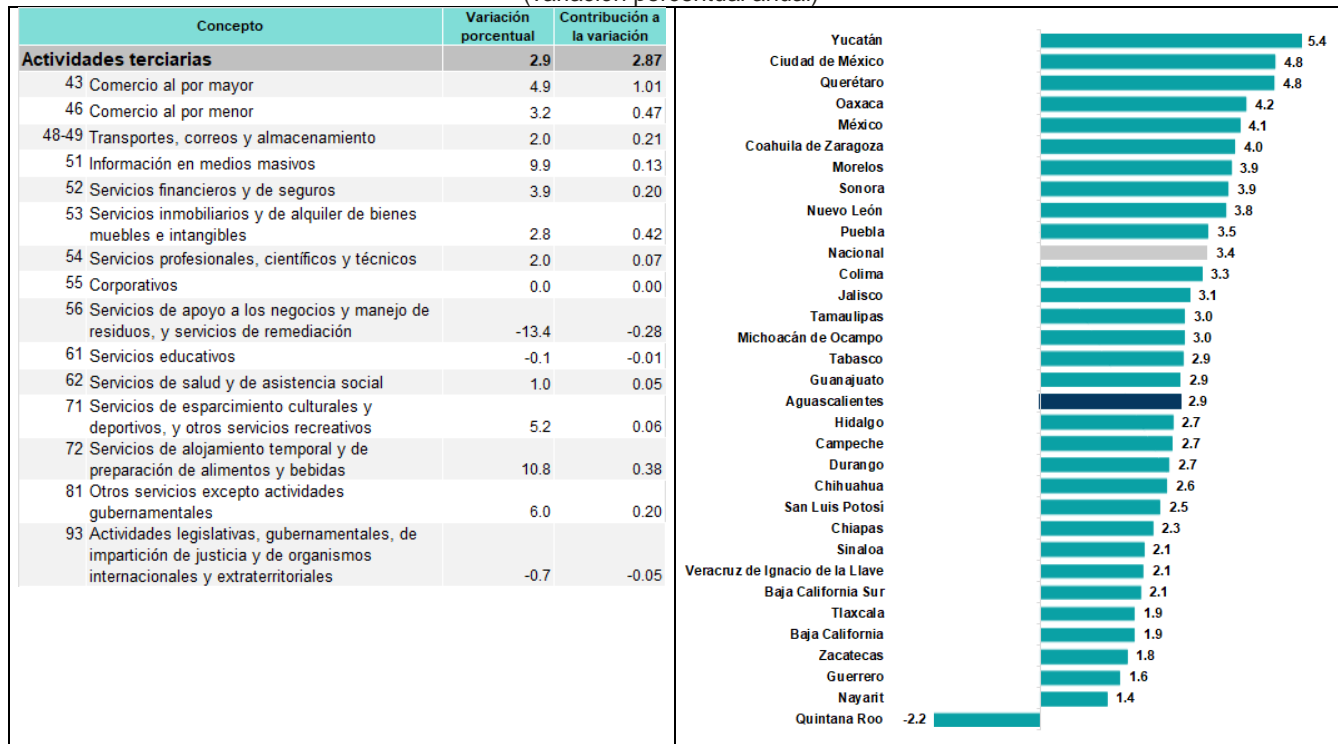 (Variación porcentual anual)
Concepto Variación porcentual Contribución a la variación
Actividades terciarias 2.9 2.87
43 Comercio al por mayor 4.9 1.01
46 Comercio al por menor 3.2 0.47
48-49 Transportes, correos y almacenamiento 2.0 0.21
51 Información en medios masivos 9.9 0.13
52 Servicios financieros y de seguros 3.9 0.20
53 Servicios inmobiliarios y de alquiler de bienes
muebles e intangibles 2.8 0.42
54 Servicios profesionales, científicos y técnicos 2.0 0.07
55 Corporativos 0.0 0.00
56 Servicios de apoyo a los negocios y manejo de
residuos, y servicios de remediación -13.4 -0.28
61 Servicios educativos -0.1 -0.01
62 Servicios de salud y de asistencia social 1.0 0.05
71 Servicios de esparcimiento culturales y
deportivos, y otros servicios recreativos 5.2 0.06
72 Servicios de alojamiento temporal y de
preparación de alimentos y bebidas 10.8 0.38
81 Otros servicios excepto actividades
gubernamentales 6.0 0.20
93 Actividades legislativas, gubernamentales, de
impartición de justicia y de organismos
internacionales y extraterritoriales -0.7 -0.05
Yucatán 5.4
Ciudad de México 4.8
Querétaro 4.8
Oaxaca 4.2
México 4.1
Coahuila de Zaragoza 4.0
Morelos 3.9
Sonora 3.9
Nuevo León 3.8
Puebla 3.5
Nacional 3.4
Colima 3.3
Jalisco 3.1
Tamaulipas 3.0
Michoacán de Ocampo 3.0
Tabasco 2.9
Guanajuato 2.9
Aguascalientes 2.9
Hidalgo 2.7
Campeche 2.7
Durango 2.7
Chihuahua 2.6
San Luis Potosí 2.5
Chiapas 2.3
Sinaloa 2.1
Veracruz de Ignacio de la Llave 2.1
Baja California Sur 2.1
Tlaxcala 1.9
Baja California 1.9
Zacatecas 1.8
Guerrero 1.6
Nayarit 1.4
Quintana Roo -2.2